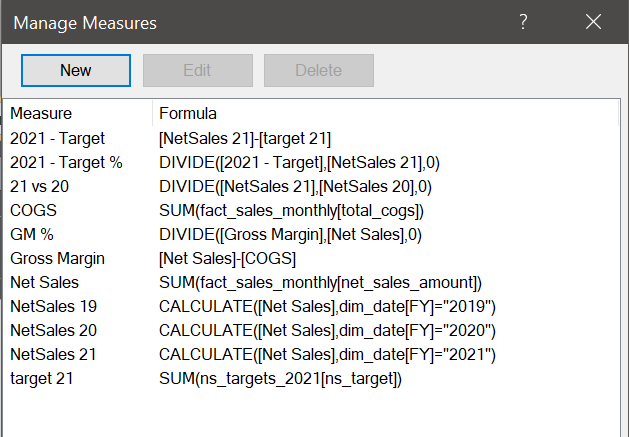 Manage Measures ?
New Edit Delete
Measure Formula
2021 - Target [NetSales 21]-[target 21]
2021 - Target % DIVIDE([2021 - Target],[NetSales 21],0)
21 vs 20 DIVIDE([NetSales 21],[NetSales 20],0)
COGS SUM(fact_sales_monthly[total_cogs])
GM % DIVIDE([Gross Margin],[Net Sales],0)
Gross Margin [Net Sales]-[COGS]
Net Sales SUM(fact_sales_monthly[net_sales_amount])
NetSales 19 CALCULATE([Net Sales],dim_date[FY]="2019")
NetSales 20 CALCULATE([Net Sales],dim_date[FY]="2020")
NetSales 21 CALCULATE([Net Sales],dim_date[FY]="2021")
target 21 SUM(ns_targets_2021[ns_target])